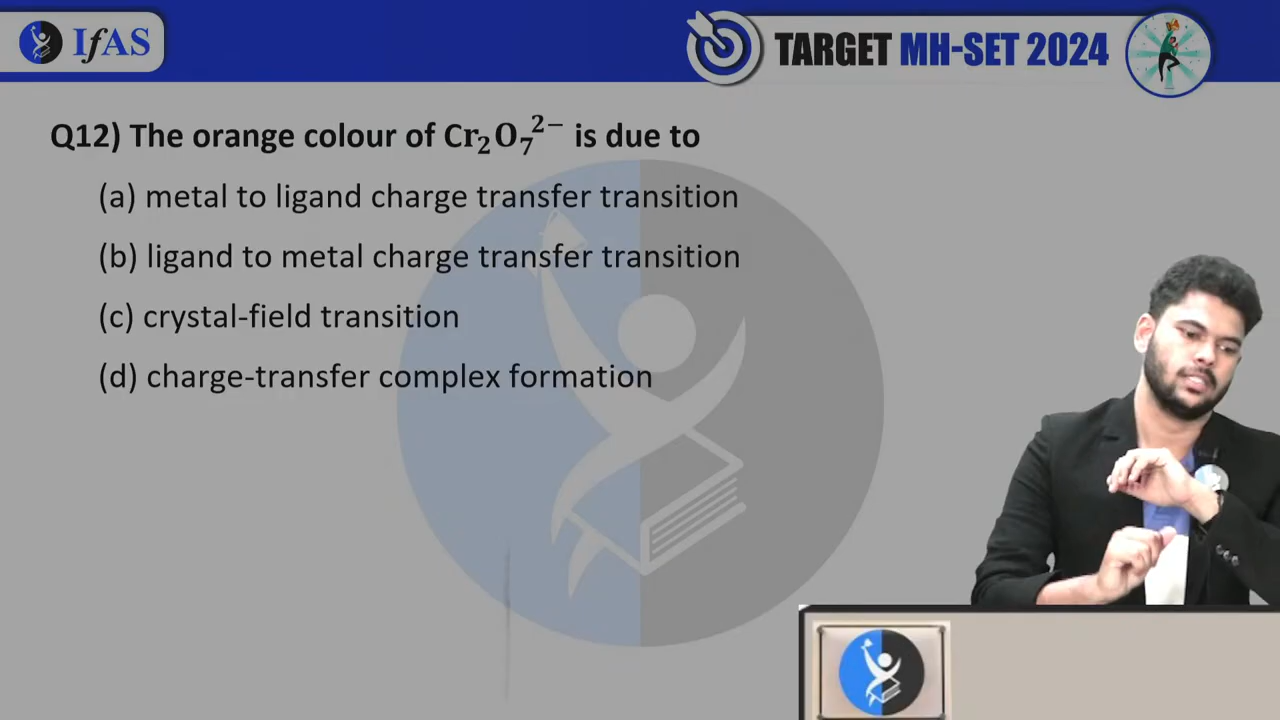 IfAS
TARGET MH-SET 2024
Q12) The orange colour of Cr₂O₇²⁻ is due to
(a) metal to ligand charge transfer transition
(b) ligand to metal charge transfer transition
(c) crystal-field transition
(d) charge-transfer complex formation